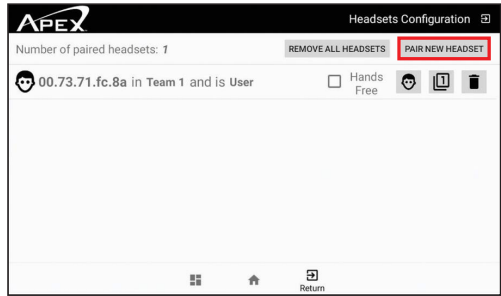 APEX
Headsets Configuration
Number of paired headsets: 1
REMOVE ALL HEADSETS
PAIR NEW HEADSET
00.73.71.fc.8a in Team 1 and is User
Hands
Free
1
Return